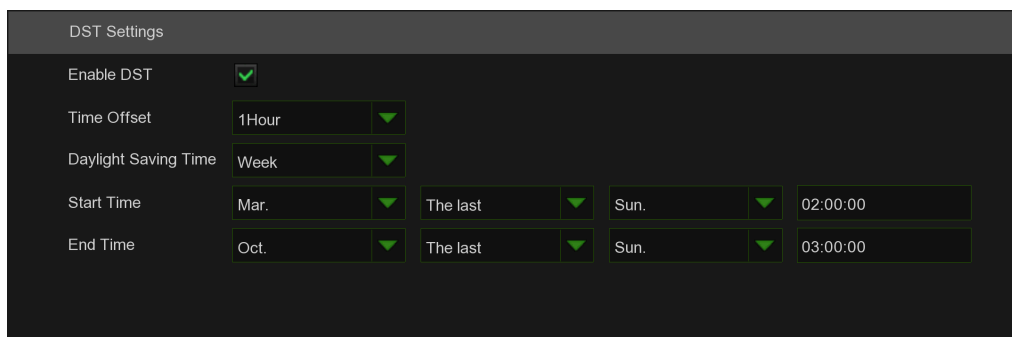 DST Settings
Enable DST
Time Offset 1Hour
Daylight Saving Time Week
Start Time Mar. The last Sun. 02:00:00
End Time Oct. The last Sun. 03:00:00